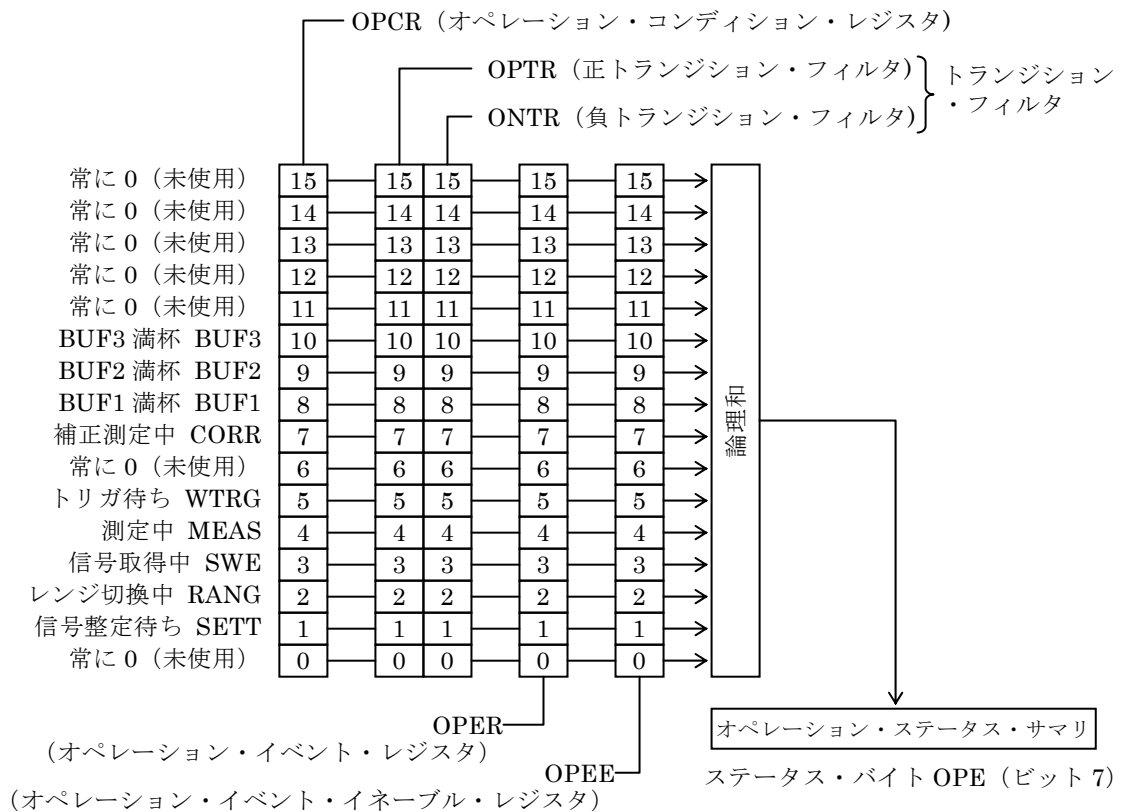 OPCR（オペレーション・コンディション・レジスタ)
OPTR（正トランジション・フィルタ)
ONTR（負トランジション・フィルタ)
トランジション
・フィルタ
常に 0（未使用） 15 15 15 15 15
常に 0（未使用） 14 14 14 14 14
常に 0（未使用） 13 13 13 13 13
常に 0（未使用） 12 12 12 12 12
常に 0（未使用） 11 11 11 11 11
BUF3 満杯 BUF3 10 10 10 10 10
BUF2 満杯 BUF2 9 9 9 9 9
BUF1 満杯 BUF1 8 8 8 8 8
補正測定中 CORR 7 7 7 7 7
常に 0（未使用） 6 6 6 6 6
トリガ待ち WTRG 5 5 5 5 5
測定中 MEAS 4 4 4 4 4
信号取得中 SWE 3 3 3 3 3
レンジ切換中 RANG 2 2 2 2 2
信号整定待ち SETT 1 1 1 1 1
常に 0（未使用） 0 0 0 0 0
論理和
OPER
（オペレーション・イベント・レジスタ）
OPEE
（オペレーション・イベント・イネーブル・レジスタ）
オペレーション・ステータス・サマリ
ステータス・バイト OPE（ビット 7）